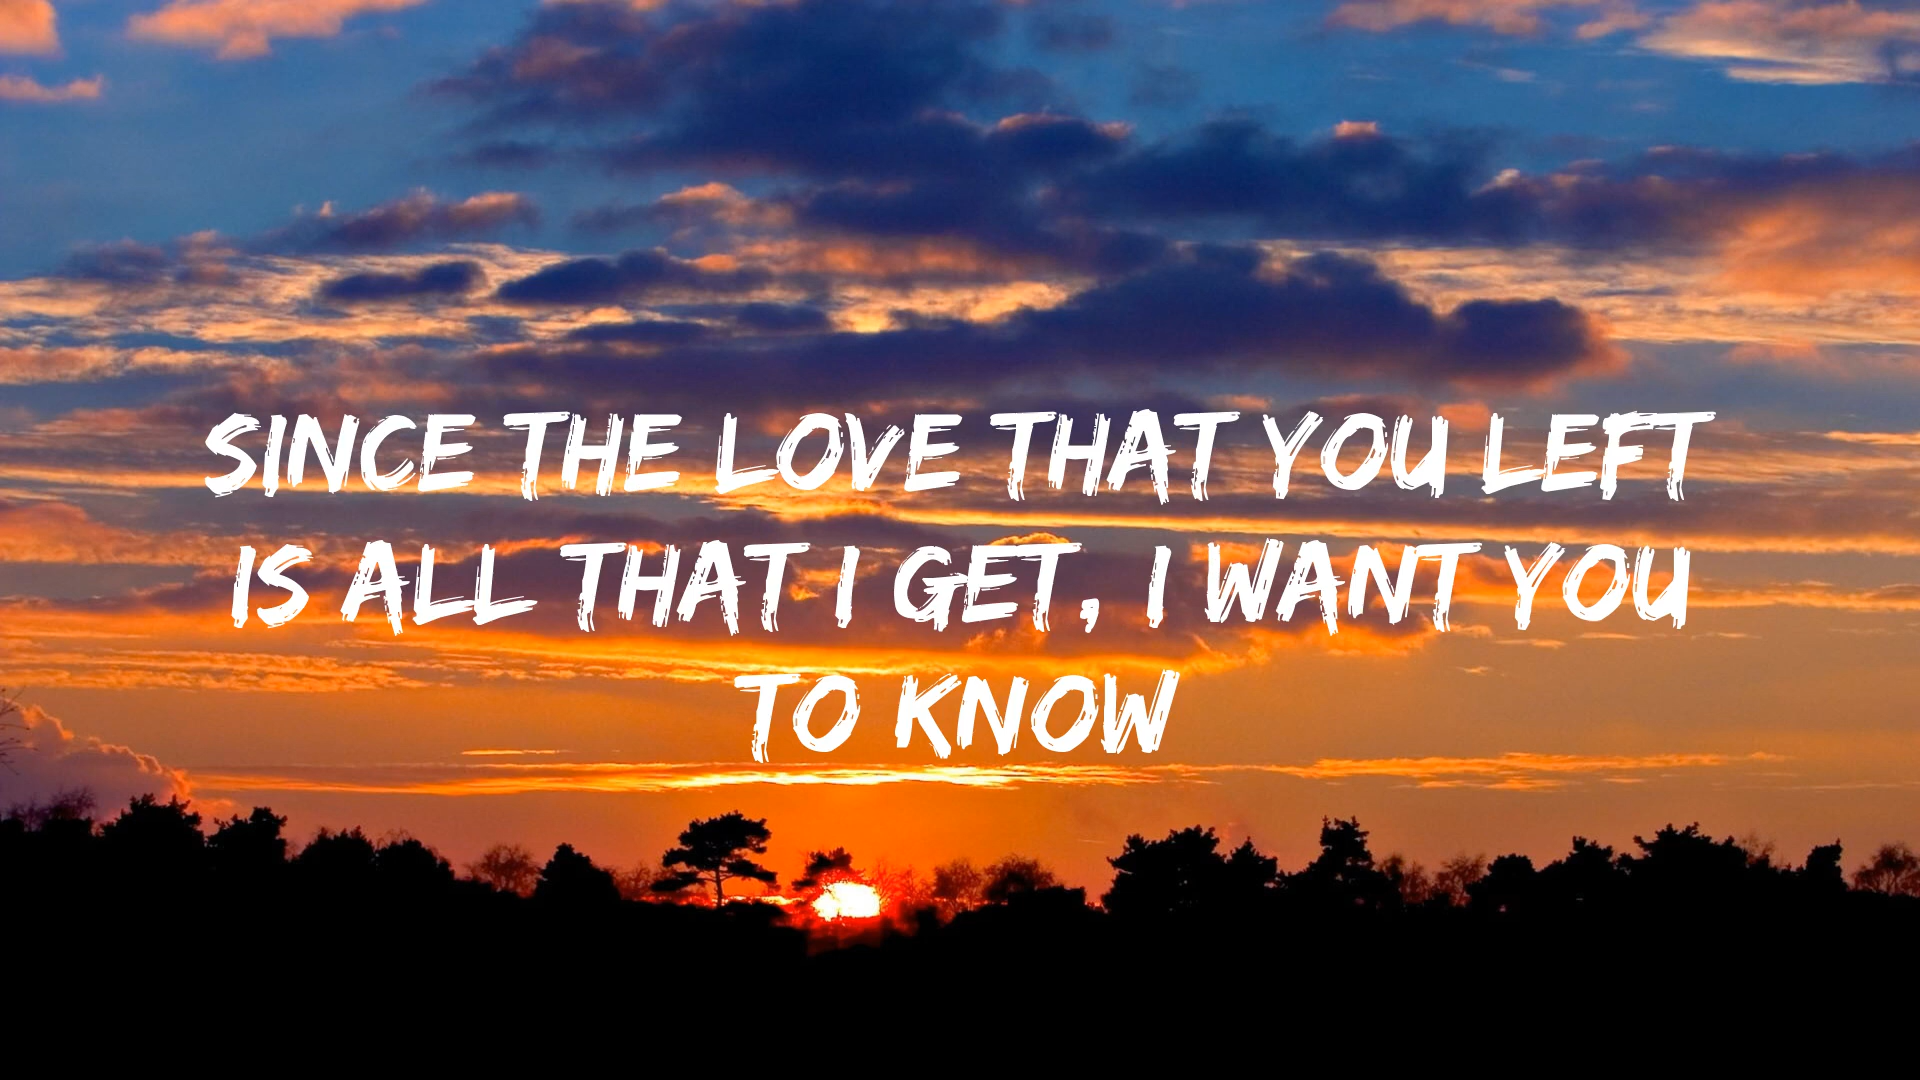 SINCE THE LOVE THAT YOU LEFT
IS ALL THAT I GET, I WANT YOU
TO KNOW